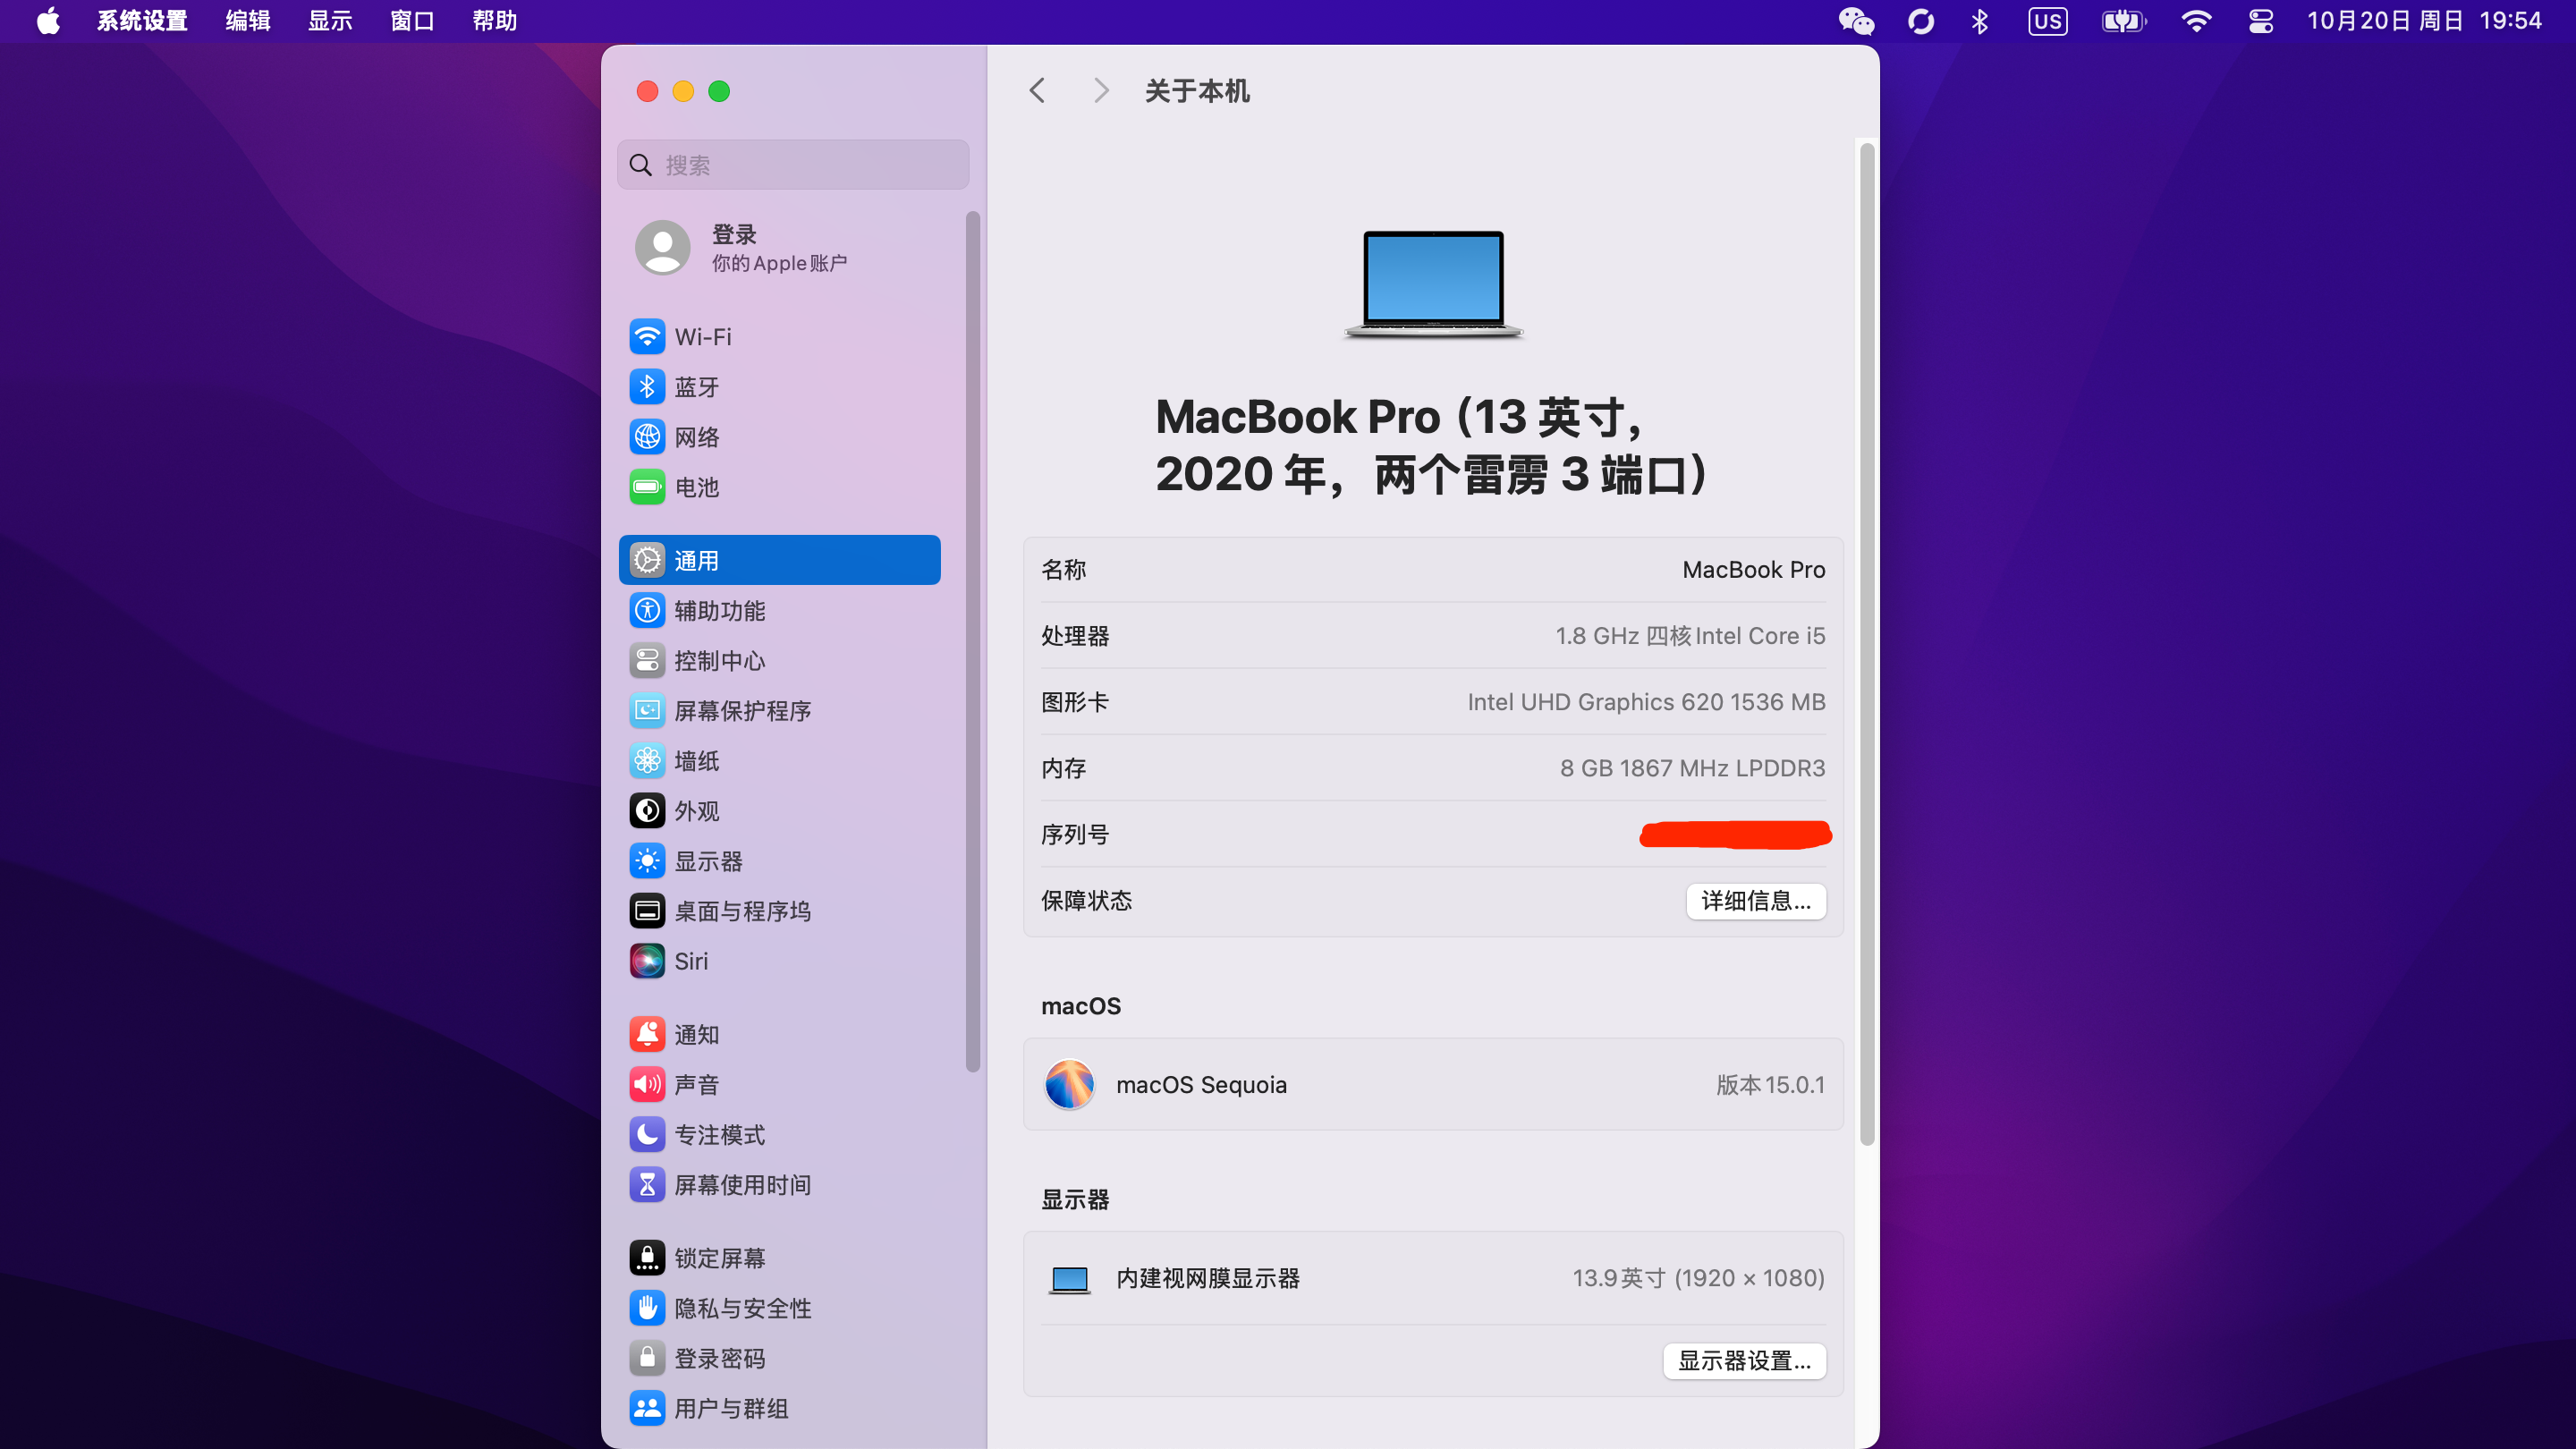 系统设置 编辑 显示 窗口 帮助
US 10月20日 周日 19:54
关于本机
搜索
登录
你的Apple账户
Wi-Fi
蓝牙
网络
电池
通用
辅助功能
控制中心
屏幕保护程序
墙纸
外观
显示器
桌面与程序坞
Siri
通知
声音
专注模式
屏幕使用时间
锁定屏幕
隐私与安全性
登录密码
用户与群组
MacBook Pro（13 英寸，
2020 年，两个雷雳 3 端口）
名称 MacBook Pro
处理器 1.8 GHz 四核Intel Core i5
图形卡 Intel UHD Graphics 620 1536 MB
内存 8 GB 1867 MHz LPDDR3
序列号
保障状态 详细信息...
macOS
macOS Sequoia 版本15.0.1
显示器
内建视网膜显示器 13.9英寸 (1920 × 1080)
显示器设置...